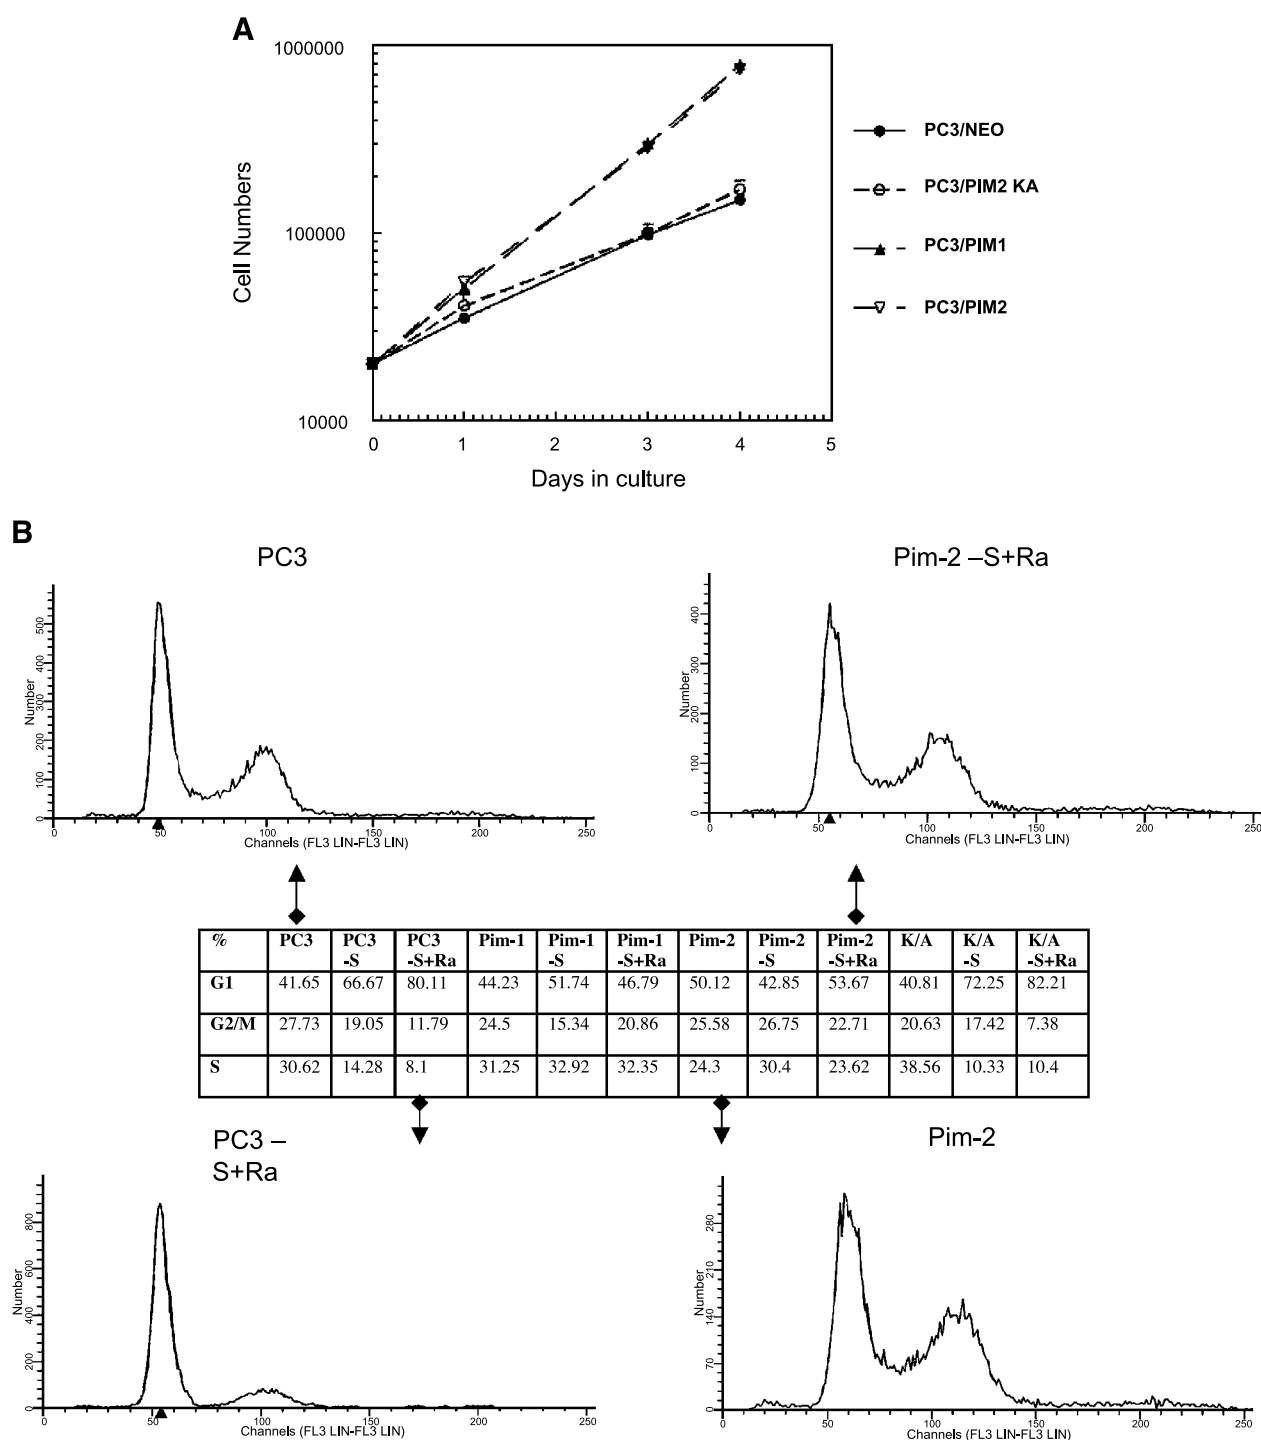 A
1000000
100000
10000
Cell Numbers
0 1 2 3 4 5
Days in culture
PC3/NEO
PC3/PIM2 KA
PC3/PIM1
PC3/PIM2
B
PC3
Number
500
400
300
200
100
0
0 50 100 150 200 250
Channels (FL3 LIN-FL3 LIN)
Pim-2 –S+Ra
Number
400
300
200
100
0
0 50 100 150 200 250
Channels (FL3 LIN-FL3 LIN)
% PC3 PC3 -S PC3 -S+Ra Pim-1 Pim-1 -S Pim-1 -S+Ra Pim-2 Pim-2 -S Pim-2 -S+Ra K/A K/A -S K/A -S+Ra
G1 41.65 66.67 80.11 44.23 51.74 46.79 50.12 42.85 53.67 40.81 72.25 82.21
G2/M 27.73 19.05 11.79 24.5 15.34 20.86 25.58 26.75 22.71 20.63 17.42 7.38
S 30.62 14.28 8.1 31.25 32.92 32.35 24.3 30.4 23.62 38.56 10.33 10.4
PC3 –
S+Ra
Number
800
600
400
200
0
0 50 100 150 200 250
Channels (FL3 LIN-FL3 LIN)
Pim-2
Number
280
210
140
70
0
0 50 100 150 200 250
Channels (FL3 LIN-FL3 LIN)